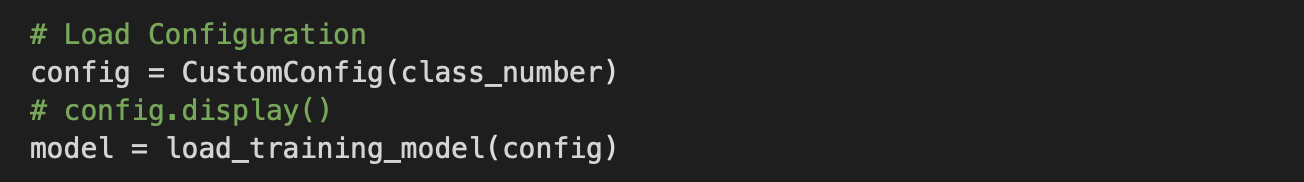 # Load Configuration
config = CustomConfig(class_number)
# config.display()
model = load_training_model(config)